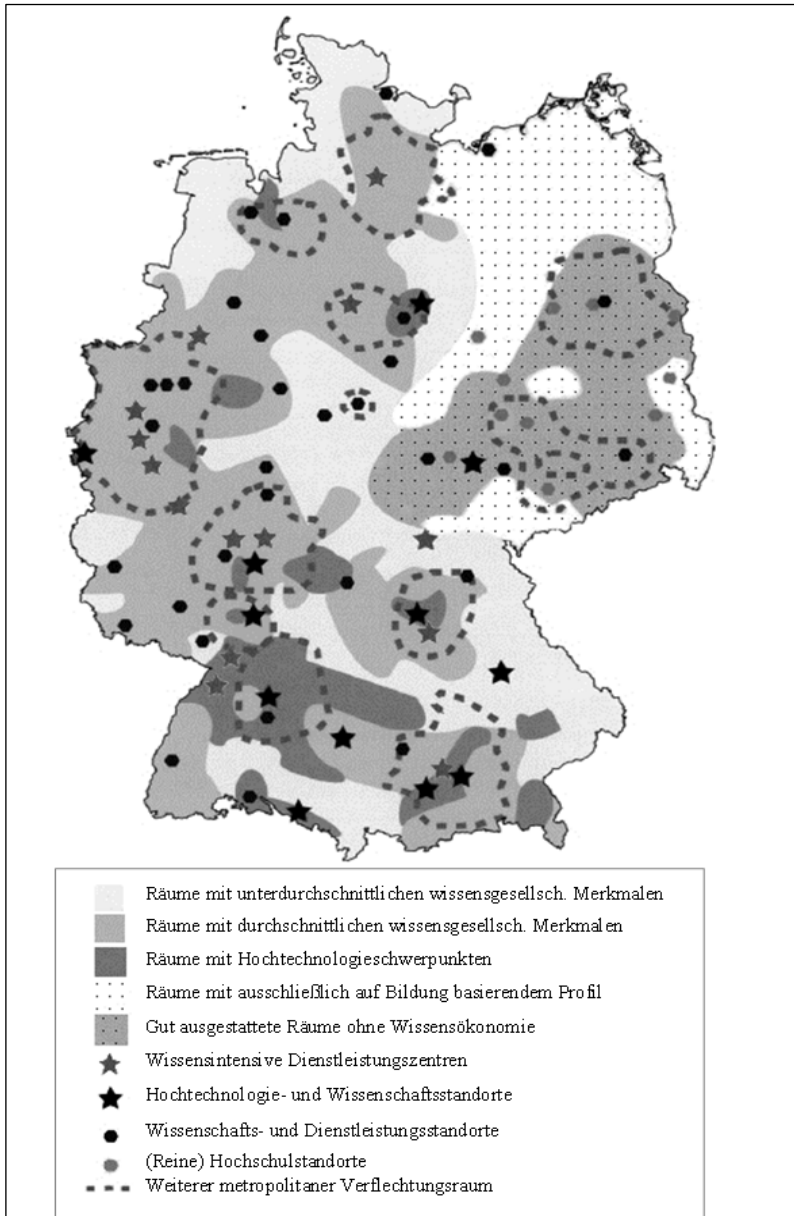 Räume mit unterdurchschnittlichen wissensgesellsch. Merkmalen
Räume mit durchschnittlichen wissensgesellsch. Merkmalen
Räume mit Hochtechnologieschwerpunkten
Räume mit ausschließlich auf Bildung basierendem Profil
Gut ausgestattete Räume ohne Wissensökonomie
Wissensintensive Dienstleistungszentren
Hochtechnologie- und Wissenschaftsstandorte
Wissenschafts- und Dienstleistungsstandorte
(Reine) Hochschulstandorte
Weiterer metropolitaner Verflechtungsraum